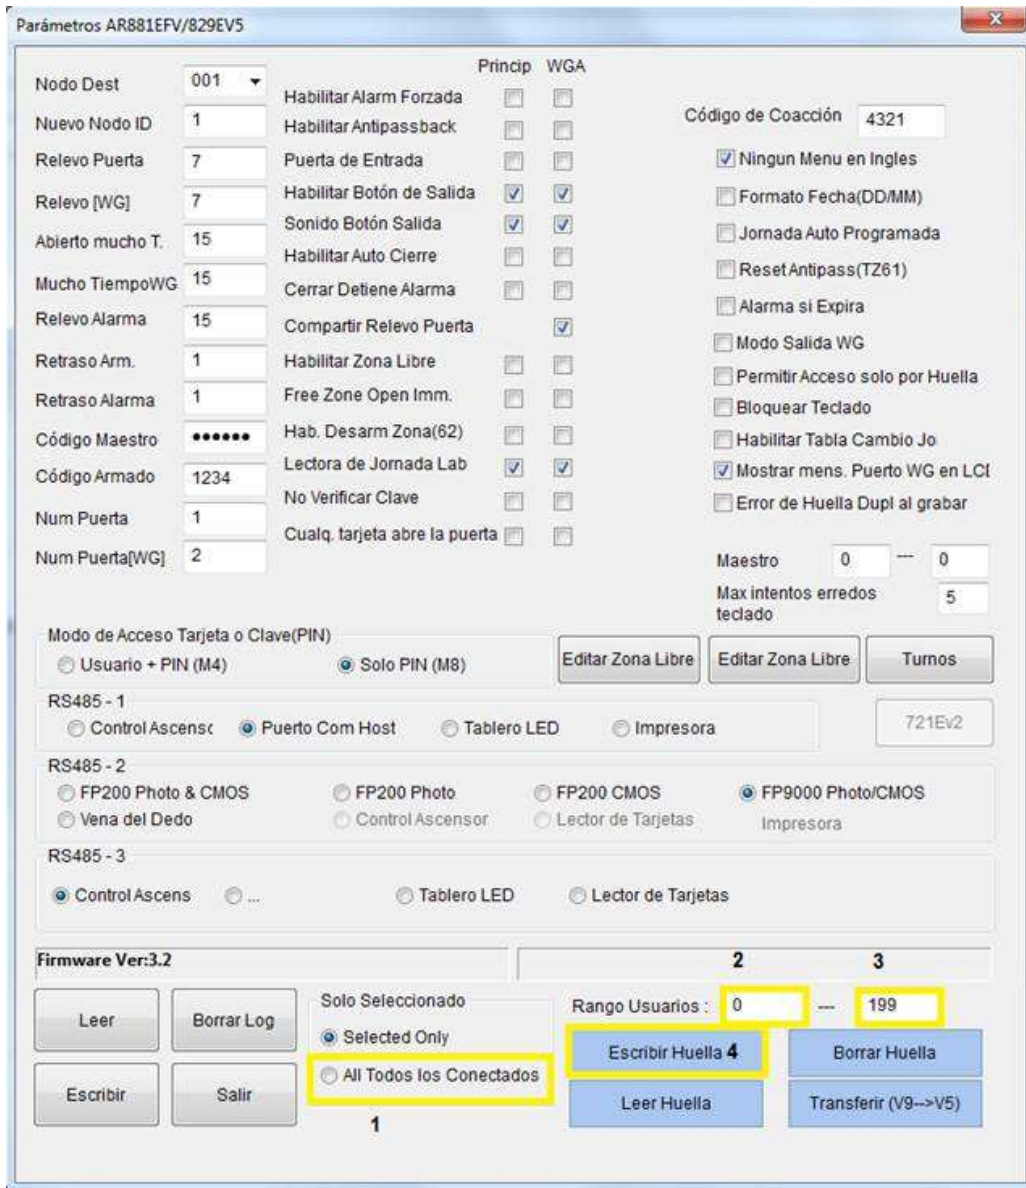 Parámetros AR881EFV/829EV5
Princip WGA
Nodo Dest 001
Nuevo Nodo ID 1
Relevo Puerta 7
Relevo [WG] 7
Abierto mucho T. 15
Mucho TiempoWG 15
Relevo Alarma 15
Retraso Arm. 1
Retraso Alarma 1
Código Maestro ●●●●●●
Código Armado 1234
Num Puerta 1
Num Puerta[WG] 2
Habilitar Alarm Forzada
Habilitar Antipassback
Puerta de Entrada
Habilitar Botón de Salida
Sonido Botón Salida
Habilitar Auto Cierre
Cerrar Detiene Alarma
Compartir Relevo Puerta
Habilitar Zona Libre
Free Zone Open Imm.
Hab. Desarm Zona(62)
Lectora de Jornada Lab
No Verificar Clave
Cualq. tarjeta abre la puerta
Código de Coacción 4321
Ningun Menu en Ingles
Formato Fecha(DD/MM)
Jornada Auto Programada
Reset Antipass(TZ61)
Alarma si Expira
Modo Salida WG
Permitir Acceso solo por Huella
Bloquear Teclado
Habilitar Tabla Cambio Jo
Mostrar mens. Puerto WG en LCI
Error de Huella Dupl al grabar
Maestro 0 --- 0
Max intentos erredos 5
teclado
Modo de Acceso Tarjeta o Clave(PIN)
Usuario + PIN (M4) Solo PIN (M8)
Editar Zona Libre Editar Zona Libre Turnos
RS485 - 1
Control Ascensc Puerto Com Host Tablero LED Impresora
721Ev2
RS485 - 2
FP200 Photo & CMOS FP200 Photo FP200 CMOS FP9000 Photo/CMOS
Vena del Dedo Control Ascensor Lector de Tarjetas Impresora
RS485 - 3
Control Ascens ... Tablero LED Lector de Tarjetas
Firmware Ver:3.2
2 3
Leer Borrar Log
Escribir Salir
Solo Seleccionado
Selected Only
All Todos los Conectados
1
Rango Usuarios : 0 --- 199
Escribir Huella 4 Borrar Huella
Leer Huella Transferir (V9-->V5)